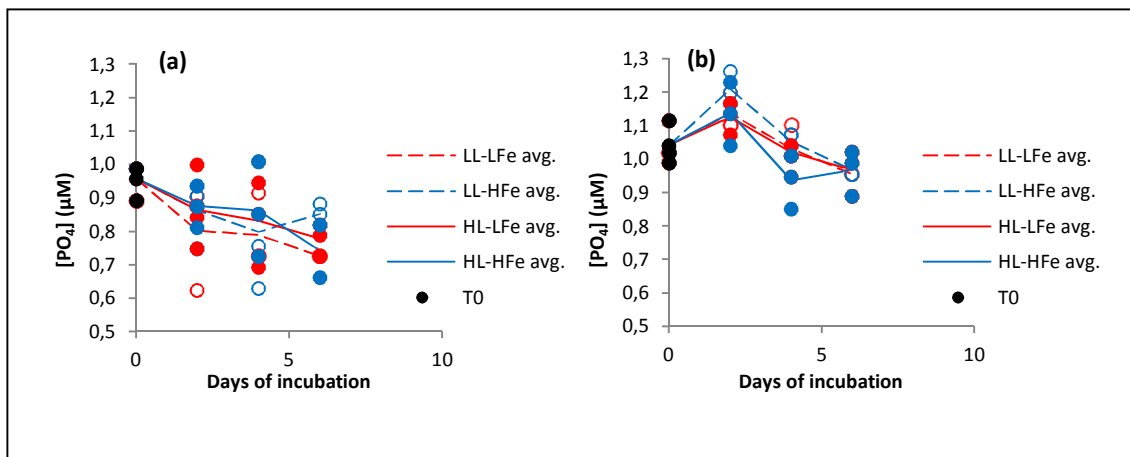 (a)
1,3
1,2
1,1
1,0
0,9
0,8
0,7
0,6
0,5
[PO4] (µM)
0 5 10
Days of incubation
LL-LFe avg.
LL-HFe avg.
HL-LFe avg.
HL-HFe avg.
T0
(b)
1,3
1,2
1,1
1,0
0,9
0,8
0,7
0,6
0,5
[PO4] (µM)
0 5 10
Days of incubation
LL-LFe avg.
LL-HFe avg.
HL-LFe avg.
HL-HFe avg.
T0